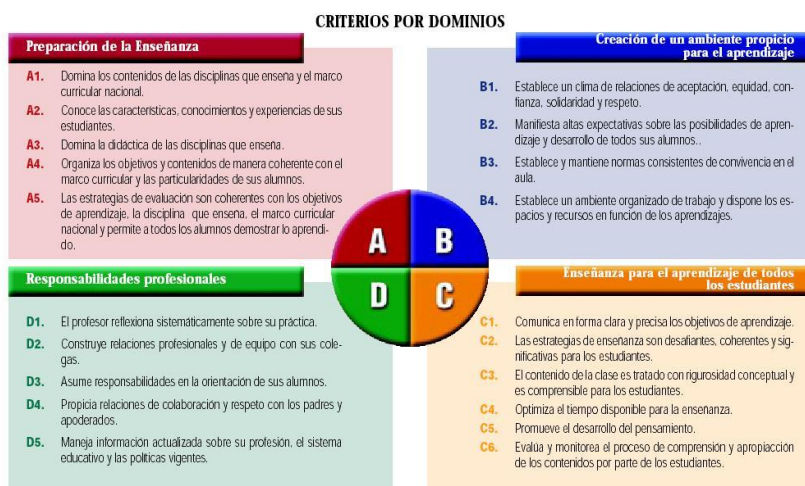 CRITERIOS POR DOMINIOS
Preparación de la Enseñanza
A1. Domina los contenidos de las disciplinas que enseña y el marco
curricular nacional.
A2. Conoce las características, conocimientos y experiencias de sus
estudiantes.
A3. Domina la didáctica de las disciplinas que enseña.
A4. Organiza los objetivos y contenidos de manera coherente con el
marco curricular y las particularidades de sus alumnos.
A5. Las estrategias de evaluación son coherentes con los objetivos
de aprendizaje, la disciplina que enseña, el marco curricular
nacional y permite a todos los alumnos demostrar lo aprendi-
do.
Creación de un ambiente propicio
para el aprendizaje
B1. Establece un clima de relaciones de aceptación, equidad, con-
fianza, solidaridad y respeto.
B2. Manifiesta altas expectativas sobre las posibilidades de apren-
dizaje y desarrollo de todos sus alumnos..
B3. Establece y mantiene normas consistentes de convivencia en el
aula.
B4. Establece un ambiente organizado de trabajo y dispone los es-
pacios y recursos en función de los aprendizajes.
A B
D C
Responsabilidades profesionales
D1. El profesor reflexiona sistemáticamente sobre su práctica.
D2. Construye relaciones profesionales y de equipo con sus cole-
gas.
D3. Asume responsabilidades en la orientación de sus alumnos.
D4. Propicia relaciones de colaboración y respeto con los padres y
apoderados.
D5. Maneja información actualizada sobre su profesión, el sistema
educativo y las políticas vigentes.
Enseñanza para el aprendizaje de todos
los estudiantes
C1. Comunica en forma clara y precisa los objetivos de aprendizaje.
C2. Las estrategias de enseñanza son desafiantes, coherentes y sig-
nificativas para los estudiantes.
C3. El contenido de la clase es tratado con rigurosidad conceptual y
es comprensible para los estudiantes.
C4. Optimiza el tiempo disponible para la enseñanza.
C5. Promueve el desarrollo del pensamiento.
C6. Evalúa y monitorea el proceso de comprensión y apropiacción
de los contenidos por parte de los estudiantes.